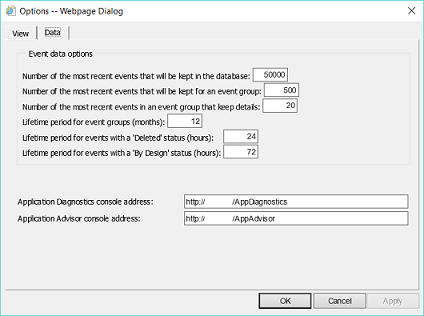 Options -- Webpage Dialog
View Data
Event data options
Number of the most recent events that will be kept in the database: 50000
Number of the most recent events that will be kept for an event group: 500
Number of the most recent events in an event group that keep details: 20
Lifetime period for event groups (months): 12
Lifetime period for events with a 'Deleted' status (hours): 24
Lifetime period for events with a 'By Design' status (hours): 72
Application Diagnostics console address: http:// /AppDiagnostics
Application Advisor console address: http:// /AppAdvisor
OK Cancel Apply